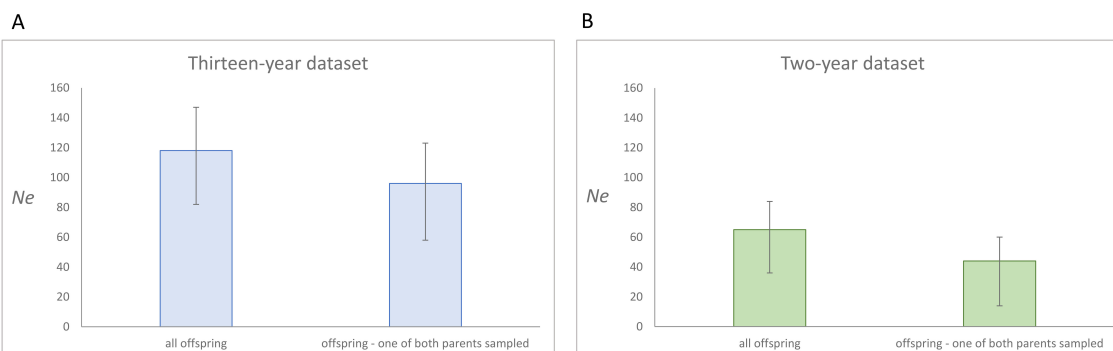 A
Thirteen-year dataset
160
140
120
100
80
60
40
20
0
Ne
all offspring
offspring - one of both parents sampled
B
Two-year dataset
160
140
120
100
80
60
40
20
0
Ne
all offspring
offspring - one of both parents sampled